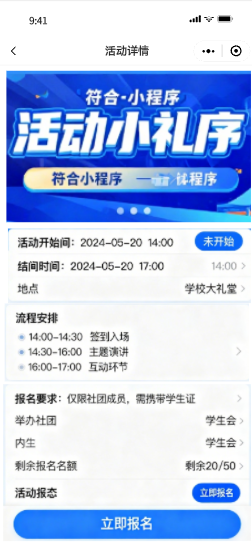 9:41
活动详情
符合·小程序
活动小礼序
符合小程序 — 程序
活动开始间：2024-05-20 14:00 未开始
结间时间：2024-05-20 17:00 14:00
地点 学校大礼堂
流程安排
14:00-14:30 签到入场
14:30-16:00 主题演讲
16:00-17:00 互动环节
报名要求：仅限社团成员，需携带学生证
举办社团 学生会
内生 学生会
剩余报名名额 剩余20/50
活动报态 立即报名
立即报名